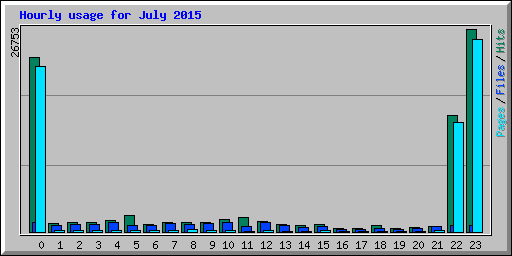 Hourly usage for July 2015
26753
Pages / Files / Hits
0 1 2 3 4 5 6 7 8 9 10 11 12 13 14 15 16 17 18 19 20 21 22 23